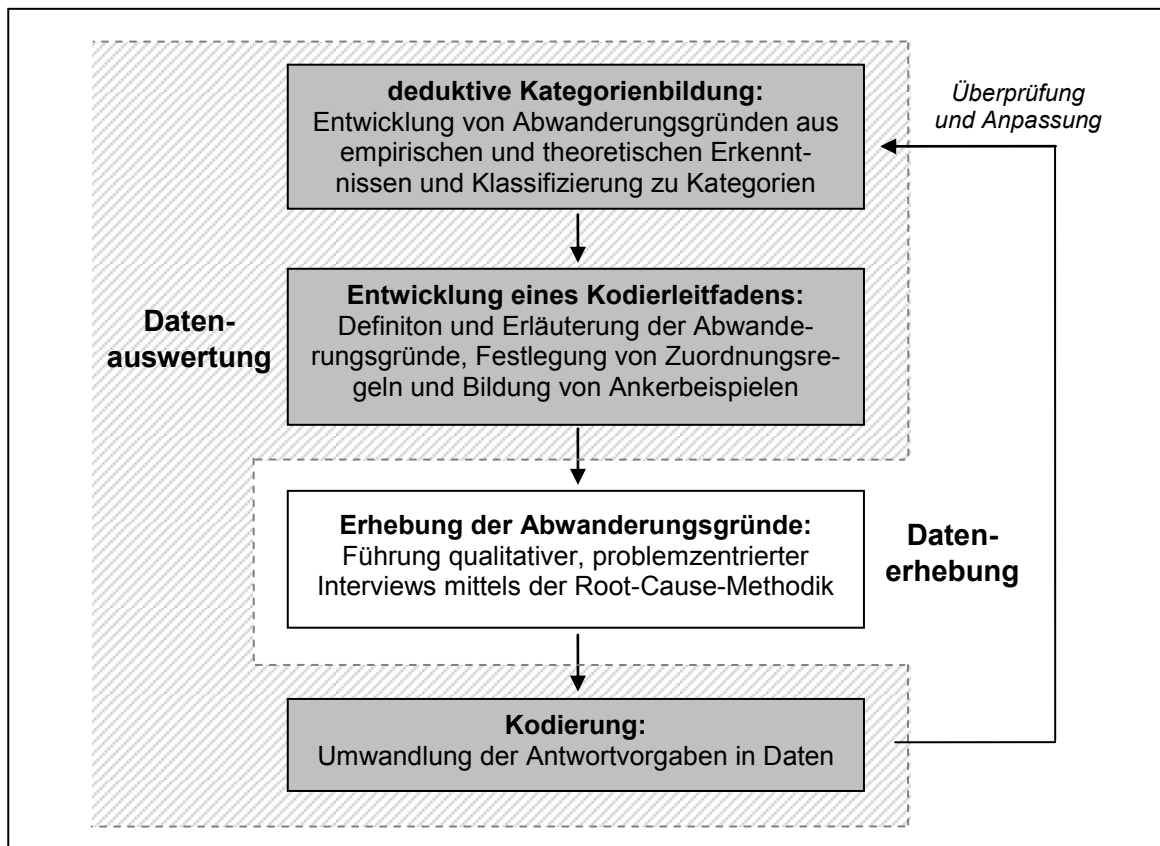 deduktive Kategorienbildung:
Entwicklung von Abwanderungsgründen aus
empirischen und theoretischen Erkennt-
nissen und Klassifizierung zu Kategorien
Überprüfung
und Anpassung
Entwicklung eines Kodierleitfadens:
Definiton und Erläuterung der Abwande-
rungsgründe, Festlegung von Zuordnungsre-
geln und Bildung von Ankerbeispielen
Daten-
auswertung
Erhebung der Abwanderungsgründe:
Führung qualitativer, problemzentrierter
Interviews mittels der Root-Cause-Methodik
Daten-
erhebung
Kodierung:
Umwandlung der Antwortvorgaben in Daten